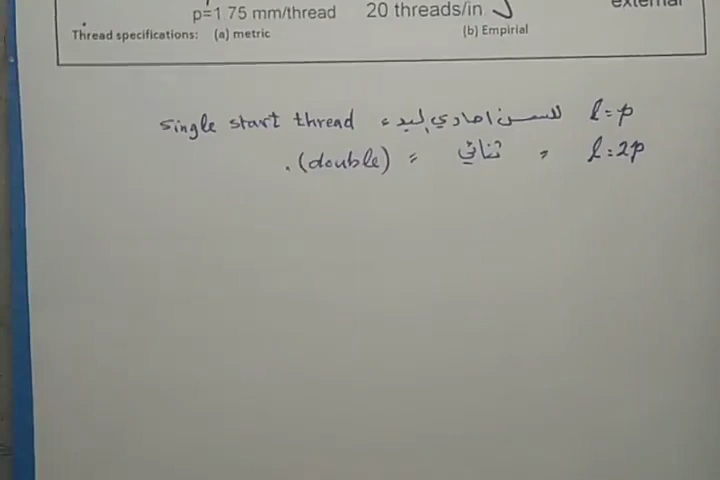 p=1.75 mm/thread 20 threads/in
external
Thread specifications: (a) metric (b) Empirial
l=p للسن احادي البدء single start thread
l=2p 〃 ثنائي 〃 (double).